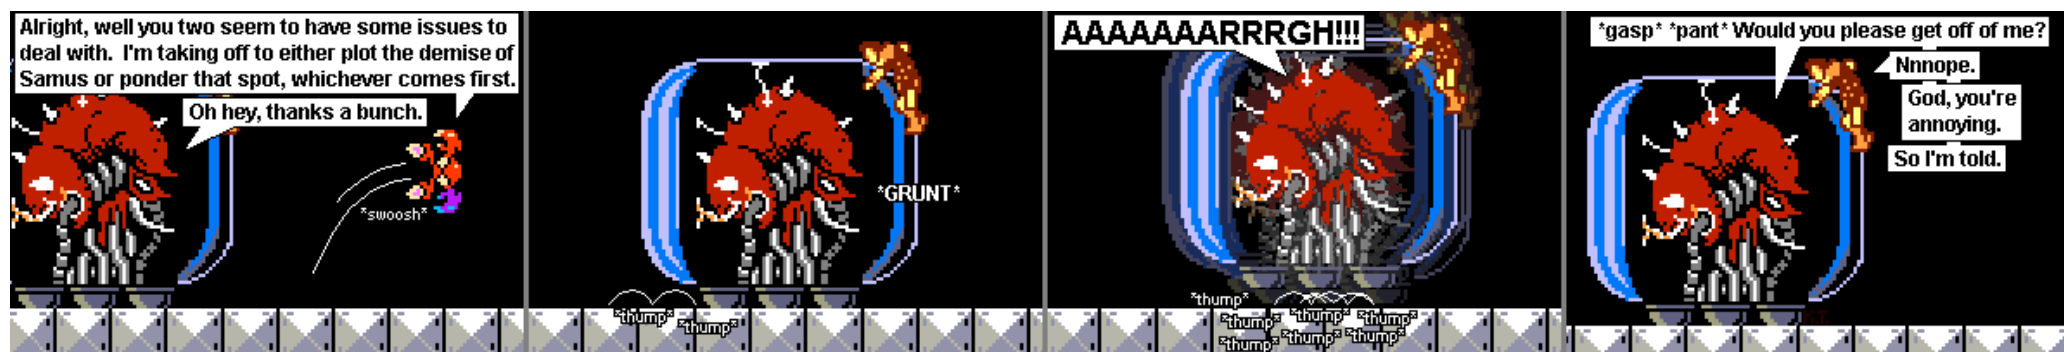 Alright, well you two seem to have some issues to
deal with.  I'm taking off to either plot the demise of
Samus or ponder that spot, whichever comes first.
Oh hey, thanks a bunch.
*swoosh*
*GRUNT*
*thump*
*thump*
AAAAAAARRRGH!!!
*thump*
*thump*
*thump*
*thump*
*thump*
*thump*
*thump*
*gasp* *pant* Would you please get off of me?
Nnnope.
God, you're
annoying.
So I'm told.